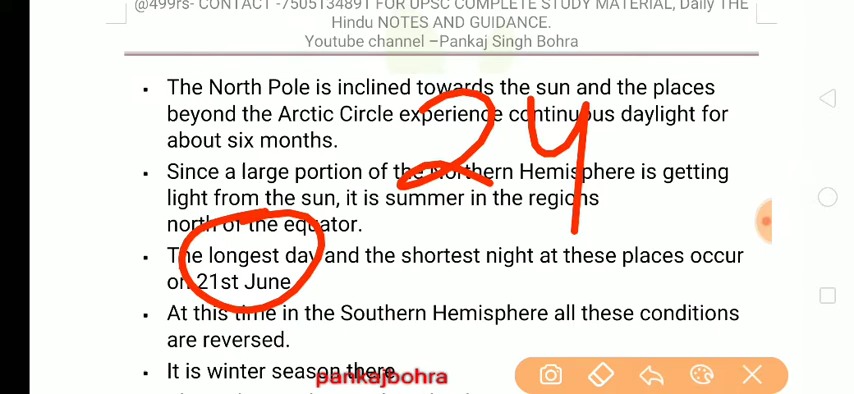 @499rs- CONTACT -7505134891 FOR UPSC COMPLETE STUDY MATERIAL, Daily THE
Hindu NOTES AND GUIDANCE.
Youtube channel –Pankaj Singh Bohra
▪ The North Pole is inclined towards the sun and the places
beyond the Arctic Circle experience continuous daylight for
about six months.
▪ Since a large portion of the Northern Hemisphere is getting
light from the sun, it is summer in the regions
north of the equator.
▪ The longest day and the shortest night at these places occur
on 21st June
▪ At this time in the Southern Hemisphere all these conditions
are reversed.
▪ It is winter season there
24
pankajbohra